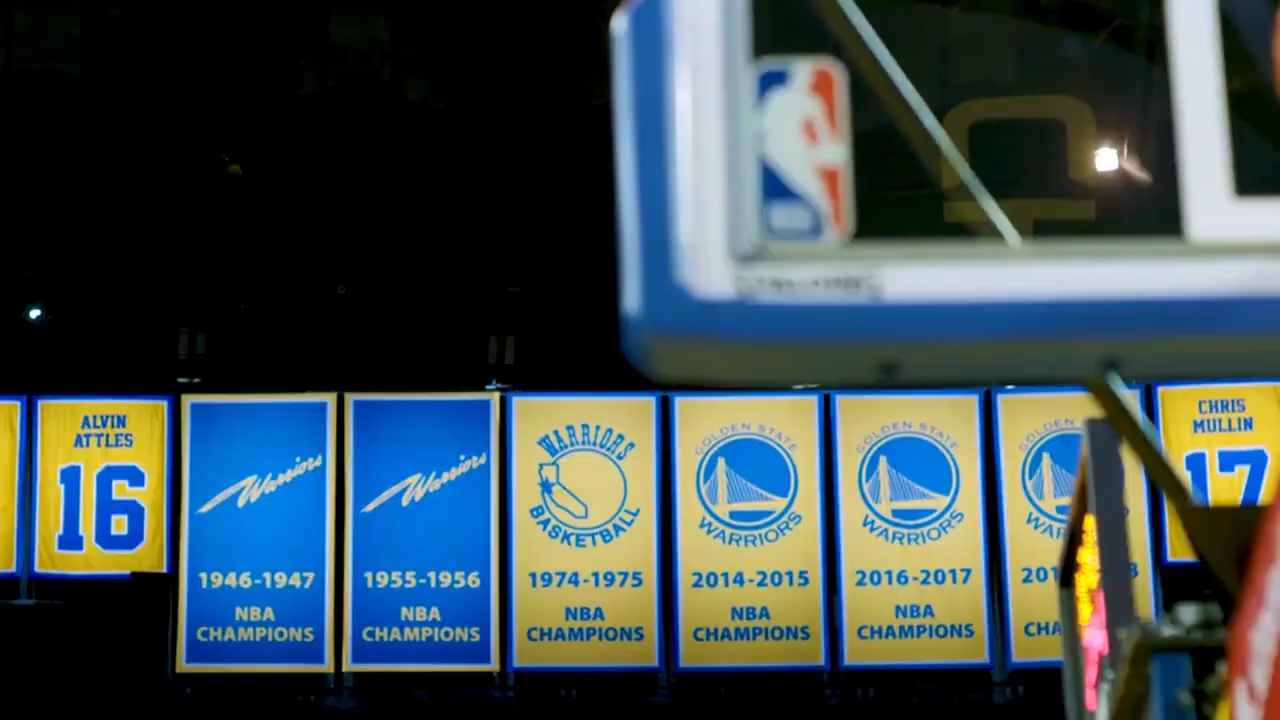 ALVIN
ATTLES
16
Warriors
1946-1947
NBA
CHAMPIONS
Warriors
1955-1956
NBA
CHAMPIONS
WARRIORS
BASKETBALL
1974-1975
NBA
CHAMPIONS
GOLDEN STATE
WARRIORS
2014-2015
NBA
CHAMPIONS
GOLDEN STATE
WARRIORS
2016-2017
NBA
CHAMPIONS
CHRIS
MULLIN
17